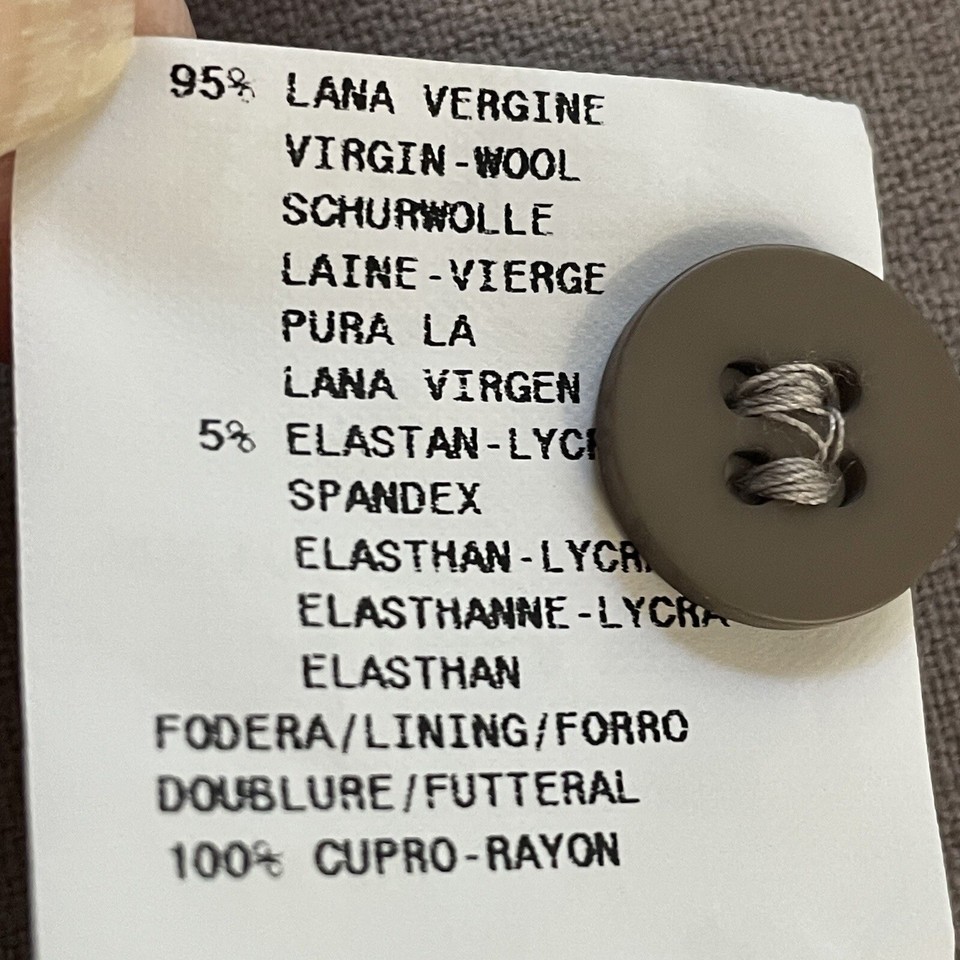 95% LANA VERGINE
VIRGIN-WOOL
SCHURWOLLE
LAINE-VIERGE
PURA LA
LANA VIRGEN
5% ELASTAN-LYC
SPANDEX
ELASTHAN-LYCR
ELASTHANNE-LYCRA
ELASTHAN
FODERA/LINING/FORRO
DOUBLURE/FUTTERAL
100% CUPRO-RAYON